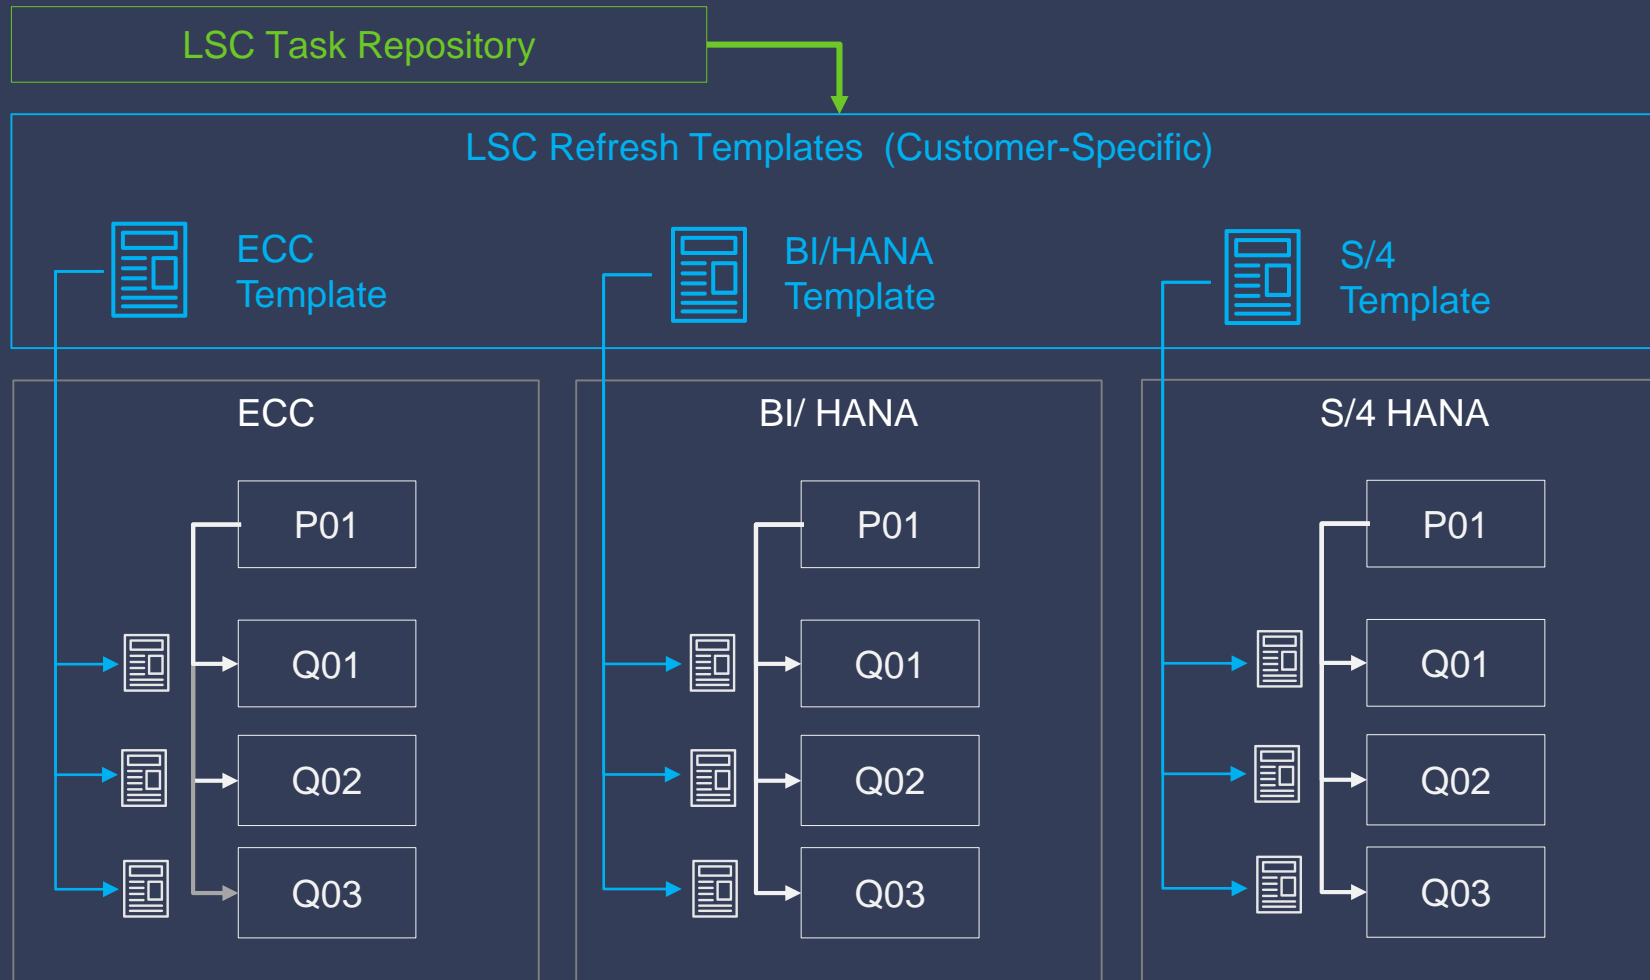 LSC Task Repository
LSC Refresh Templates (Customer-Specific)
ECC
Template
BI/HANA
Template
S/4
Template
ECC
P01
Q01
Q02
Q03
BI/ HANA
P01
Q01
Q02
Q03
S/4 HANA
P01
Q01
Q02
Q03